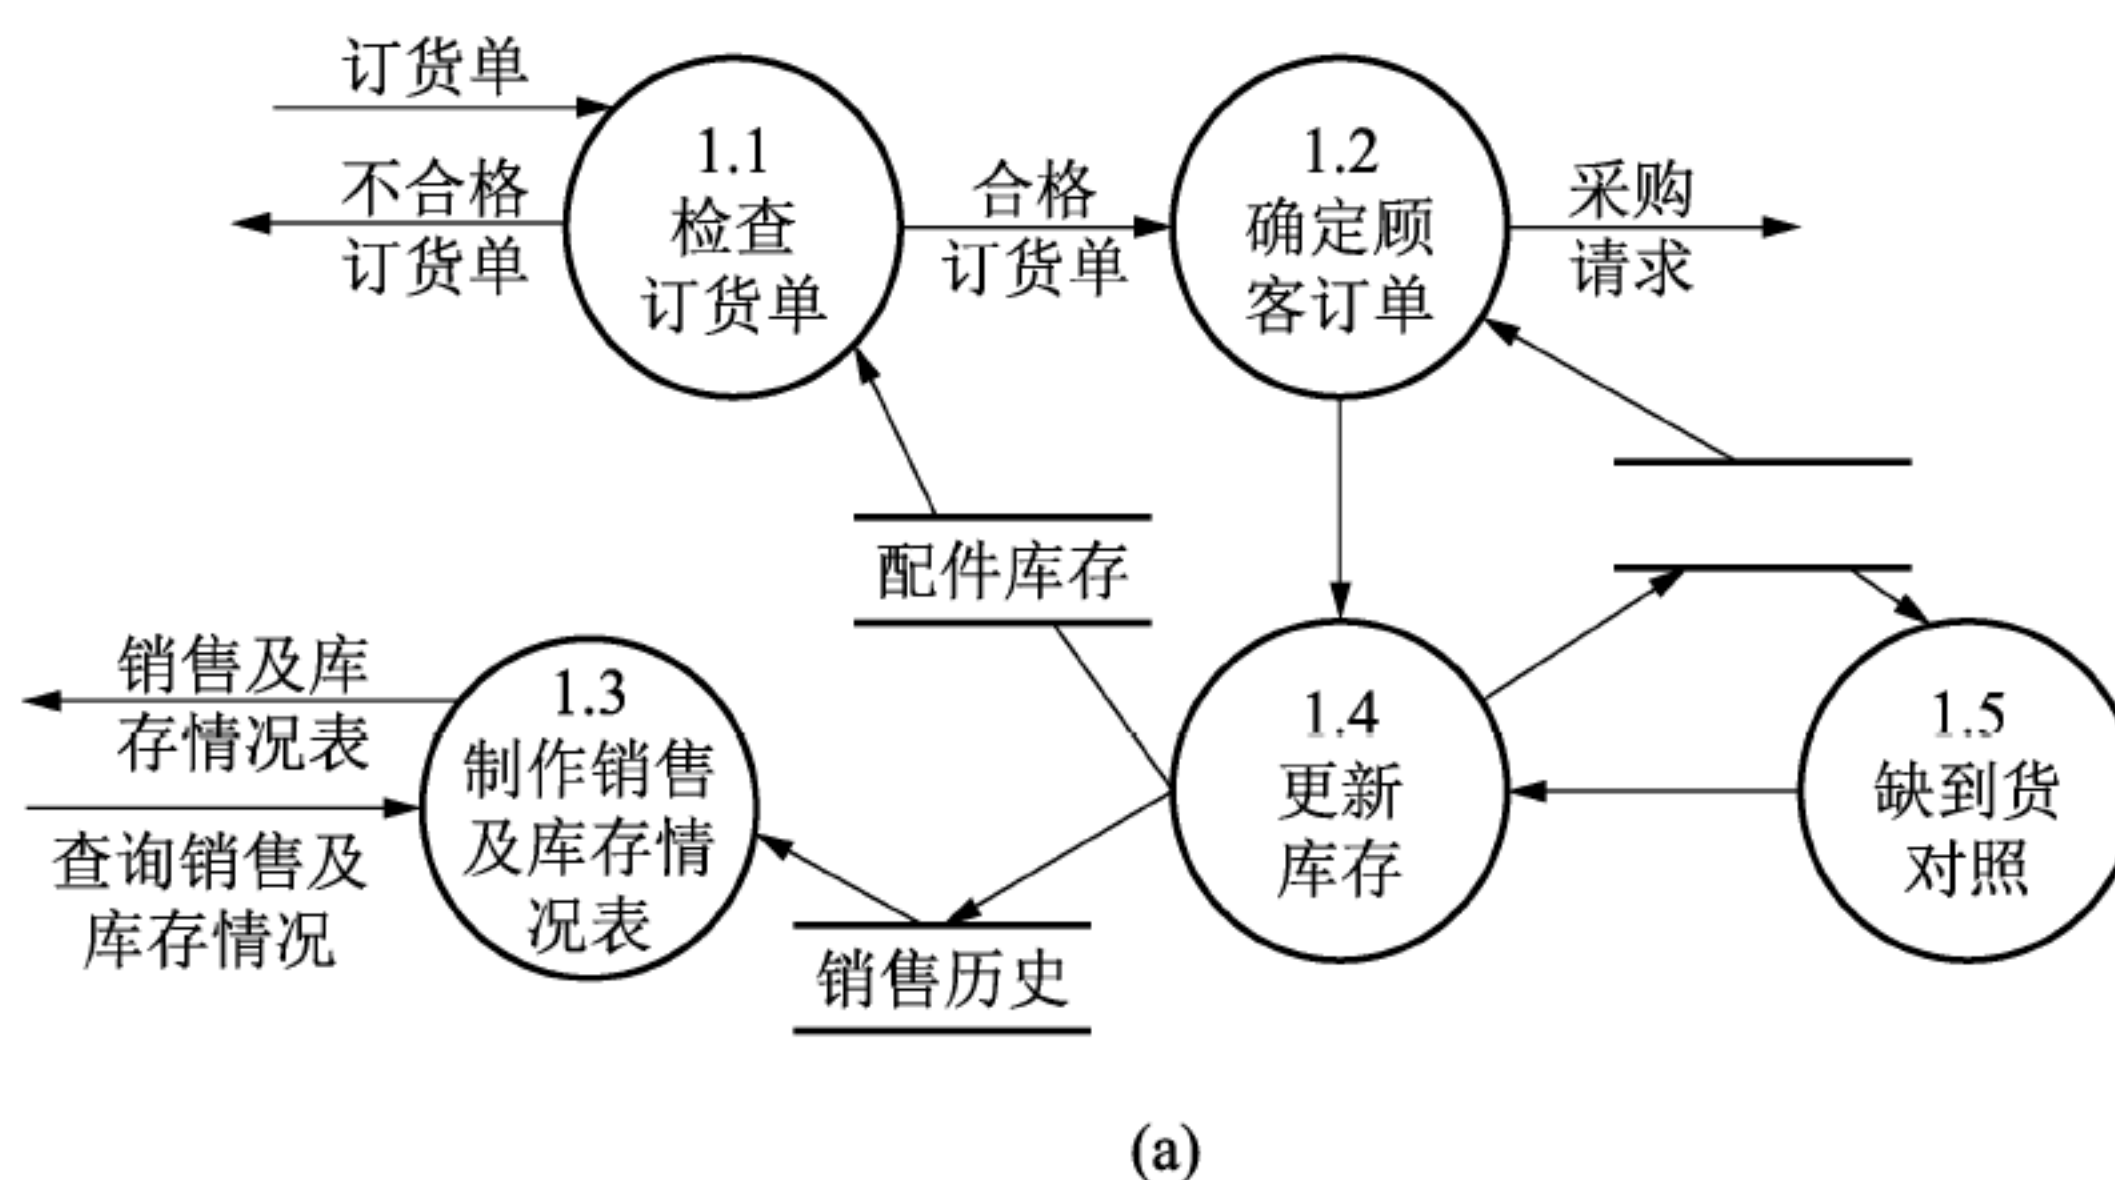 订货单
不合格
订货单
1.1
检查
订货单
合格
订货单
1.2
确定顾
客订单
采购
请求
配件库存
销售及库
存情况表
查询销售及
库存情况
1.3
制作销售
及库存情
况表
销售历史
1.4
更新
库存
1.5
缺到货
对照
(a)